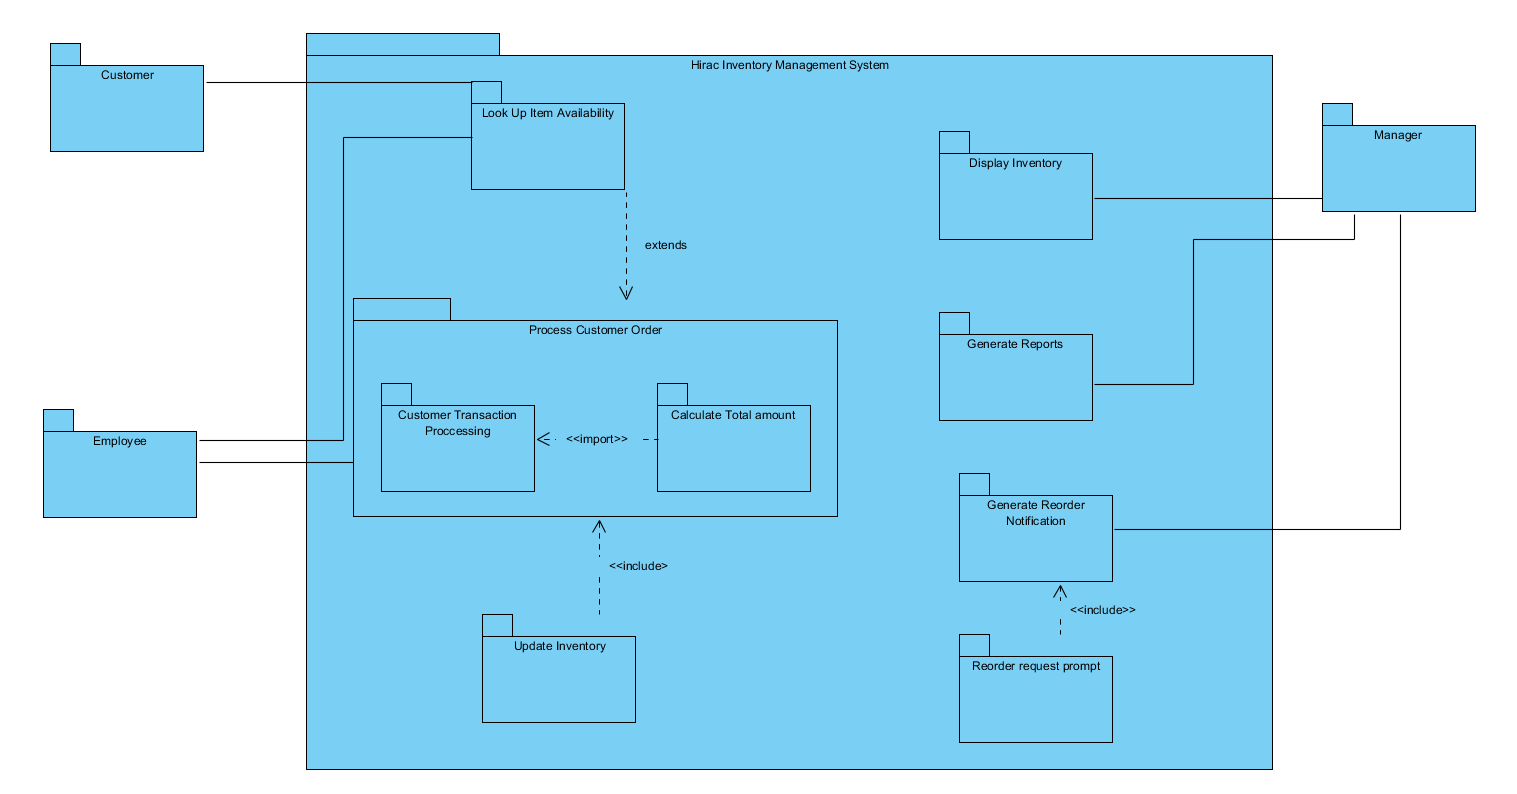 Hirac Inventory Management System
Customer
Look Up Item Availability
Manager
Display Inventory
extends
Process Customer Order
Generate Reports
Customer Transaction
Proccessing
<<import>>
Calculate Total amount
Employee
Generate Reorder
Notification
<<include>
<<include>>
Update Inventory
Reorder request prompt